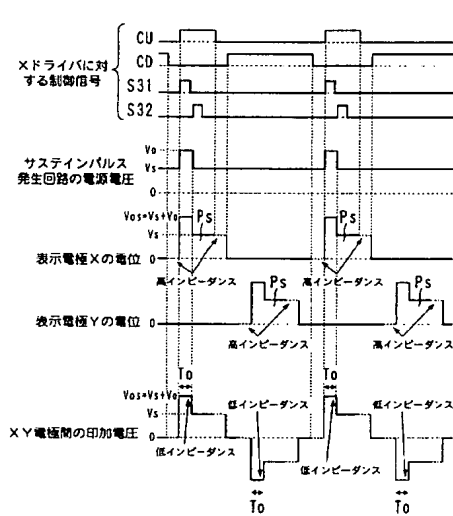 Xドライバに対
する制御信号
CU
CD
S31
S32
サステインパルス
発生回路の電源電圧
Vo
Vs
0
Vos=Vs+Vo
Vs
Ps
Ps
表示電極Xの電位
0
高インピーダンス
高インピーダンス
Ps
Ps
表示電極Yの電位
0
高インピーダンス
高インピーダンス
To
To
Vos=Vs+Vo
低インピーダンス
低インピーダンス
Vs
XY電極間の印加電圧
0
低インピーダンス
低インピーダンス
To
To